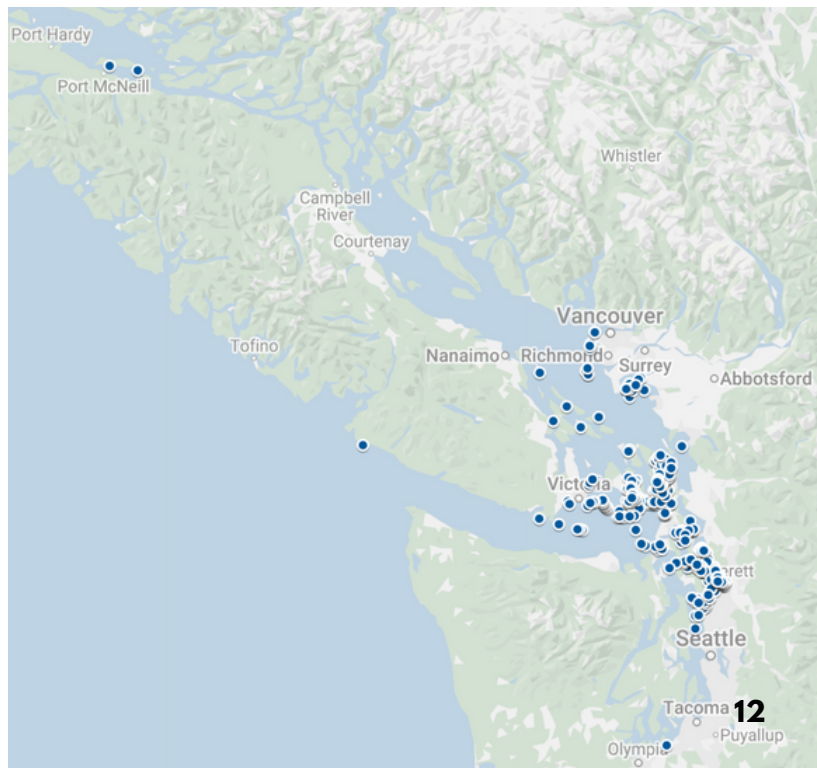 Port Hardy
Port McNeill
Whistler
Campbell
River
Courtenay
Vancouver
Tofino
Nanaimo
Richmond
Surrey
Abbotsford
Victoria
erett
Seattle
Tacoma
12
Puyallup
Olympia